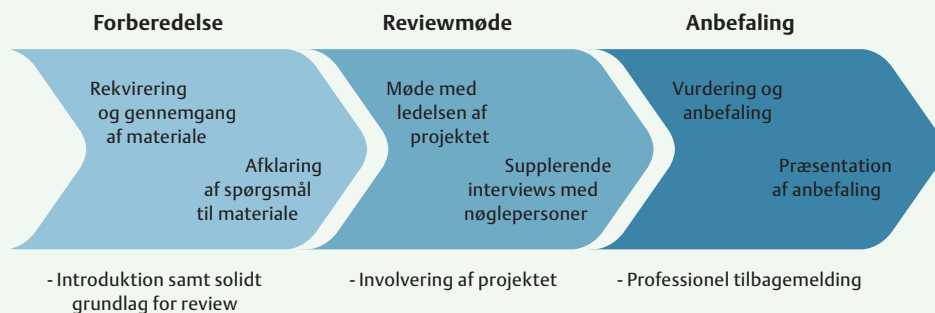 Forberedelse
Rekvirering
og gennemgang
af materiale
Afklaring
af spørgsmål
til materiale
- Introduktion samt solidt
grundlag for review
Reviewmøde
Møde med
ledelsen af
projektet
Supplerende
interviews med
nøglepersoner
- Involvering af projektet
Anbefaling
Vurdering og
anbefaling
Præsentation
af anbefaling
- Professionel tilbagemelding